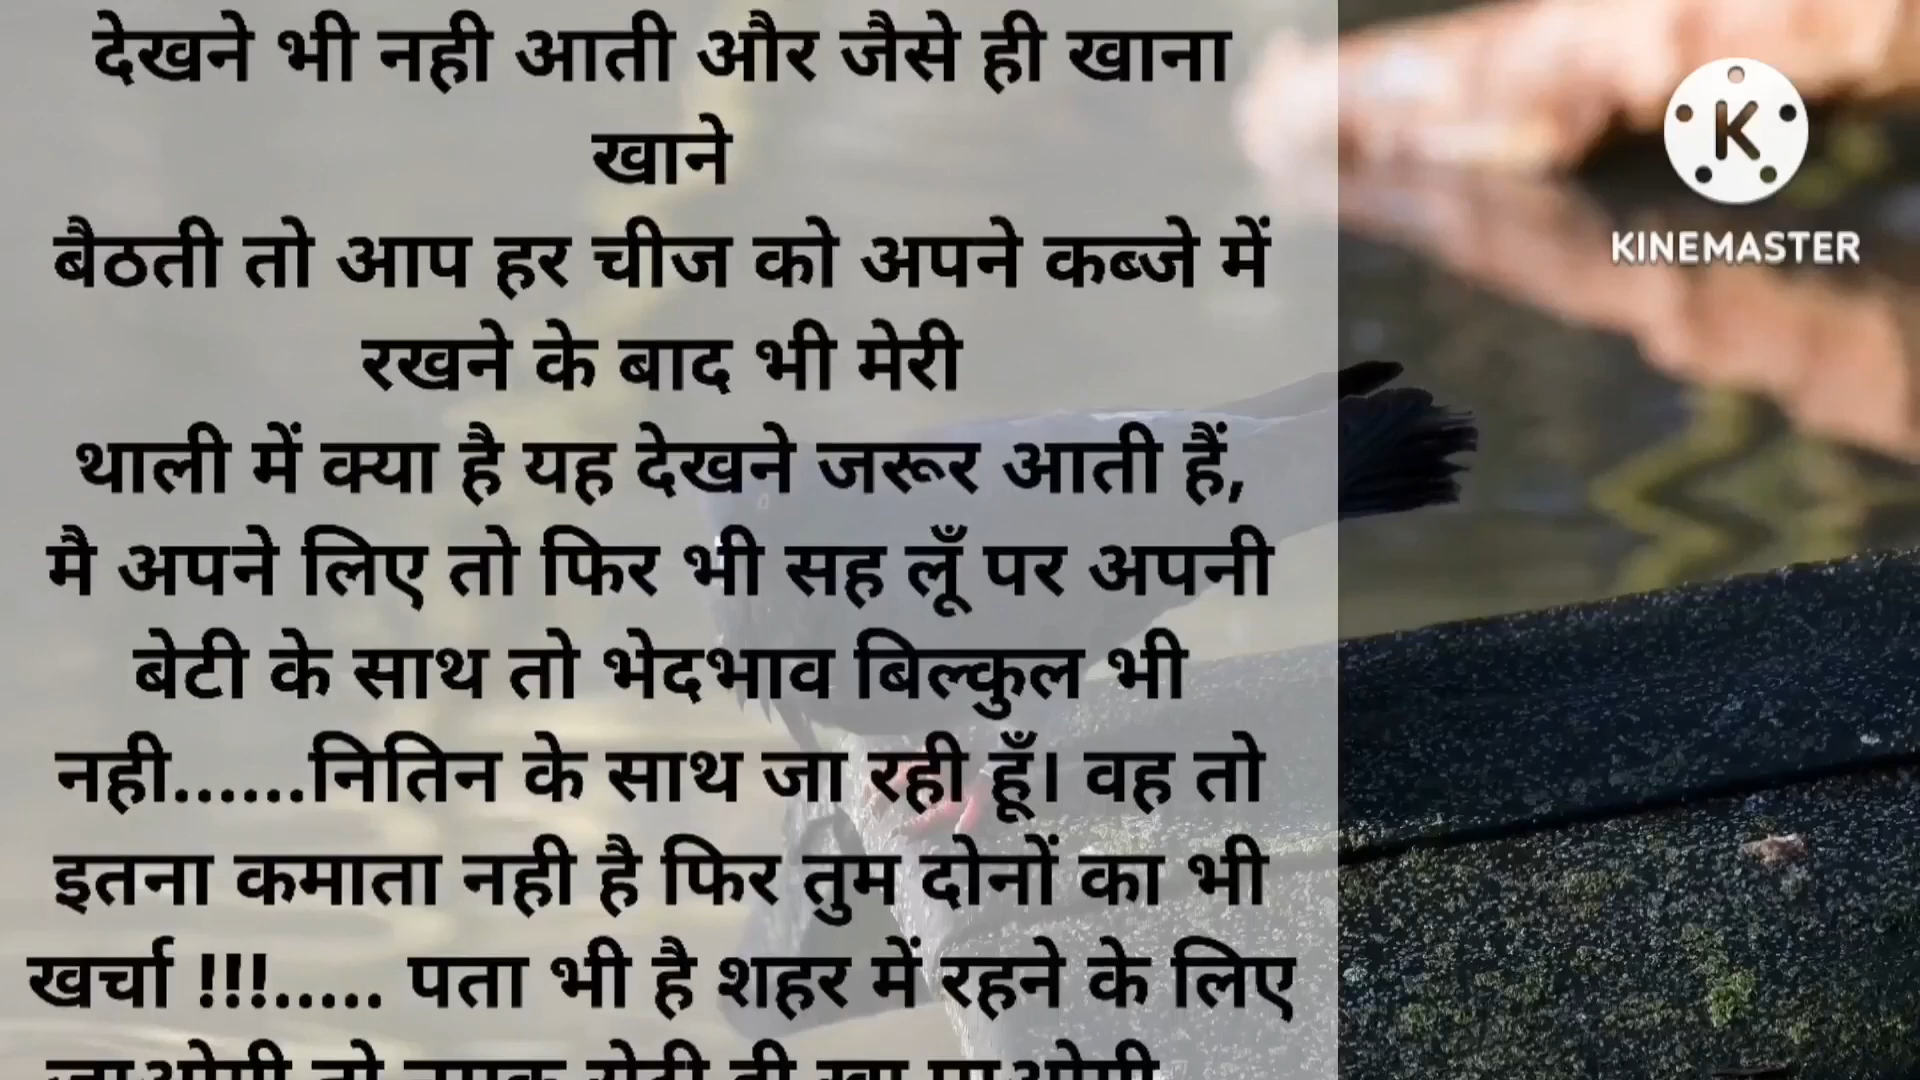 देखने भी नही आती और जैसे ही खाना
खाने
बैठती तो आप हर चीज को अपने कब्जे में
रखने के बाद भी मेरी
थाली में क्या है यह देखने जरूर आती हैं,
मै अपने लिए तो फिर भी सह लूँ पर अपनी
बेटी के साथ तो भेदभाव बिल्कुल भी
नही......नितिन के साथ जा रही हूँ। वह तो
इतना कमाता नही है फिर तुम दोनों का भी
खर्चा !!!..... पता भी है शहर में रहने के लिए
K
KINEMASTER